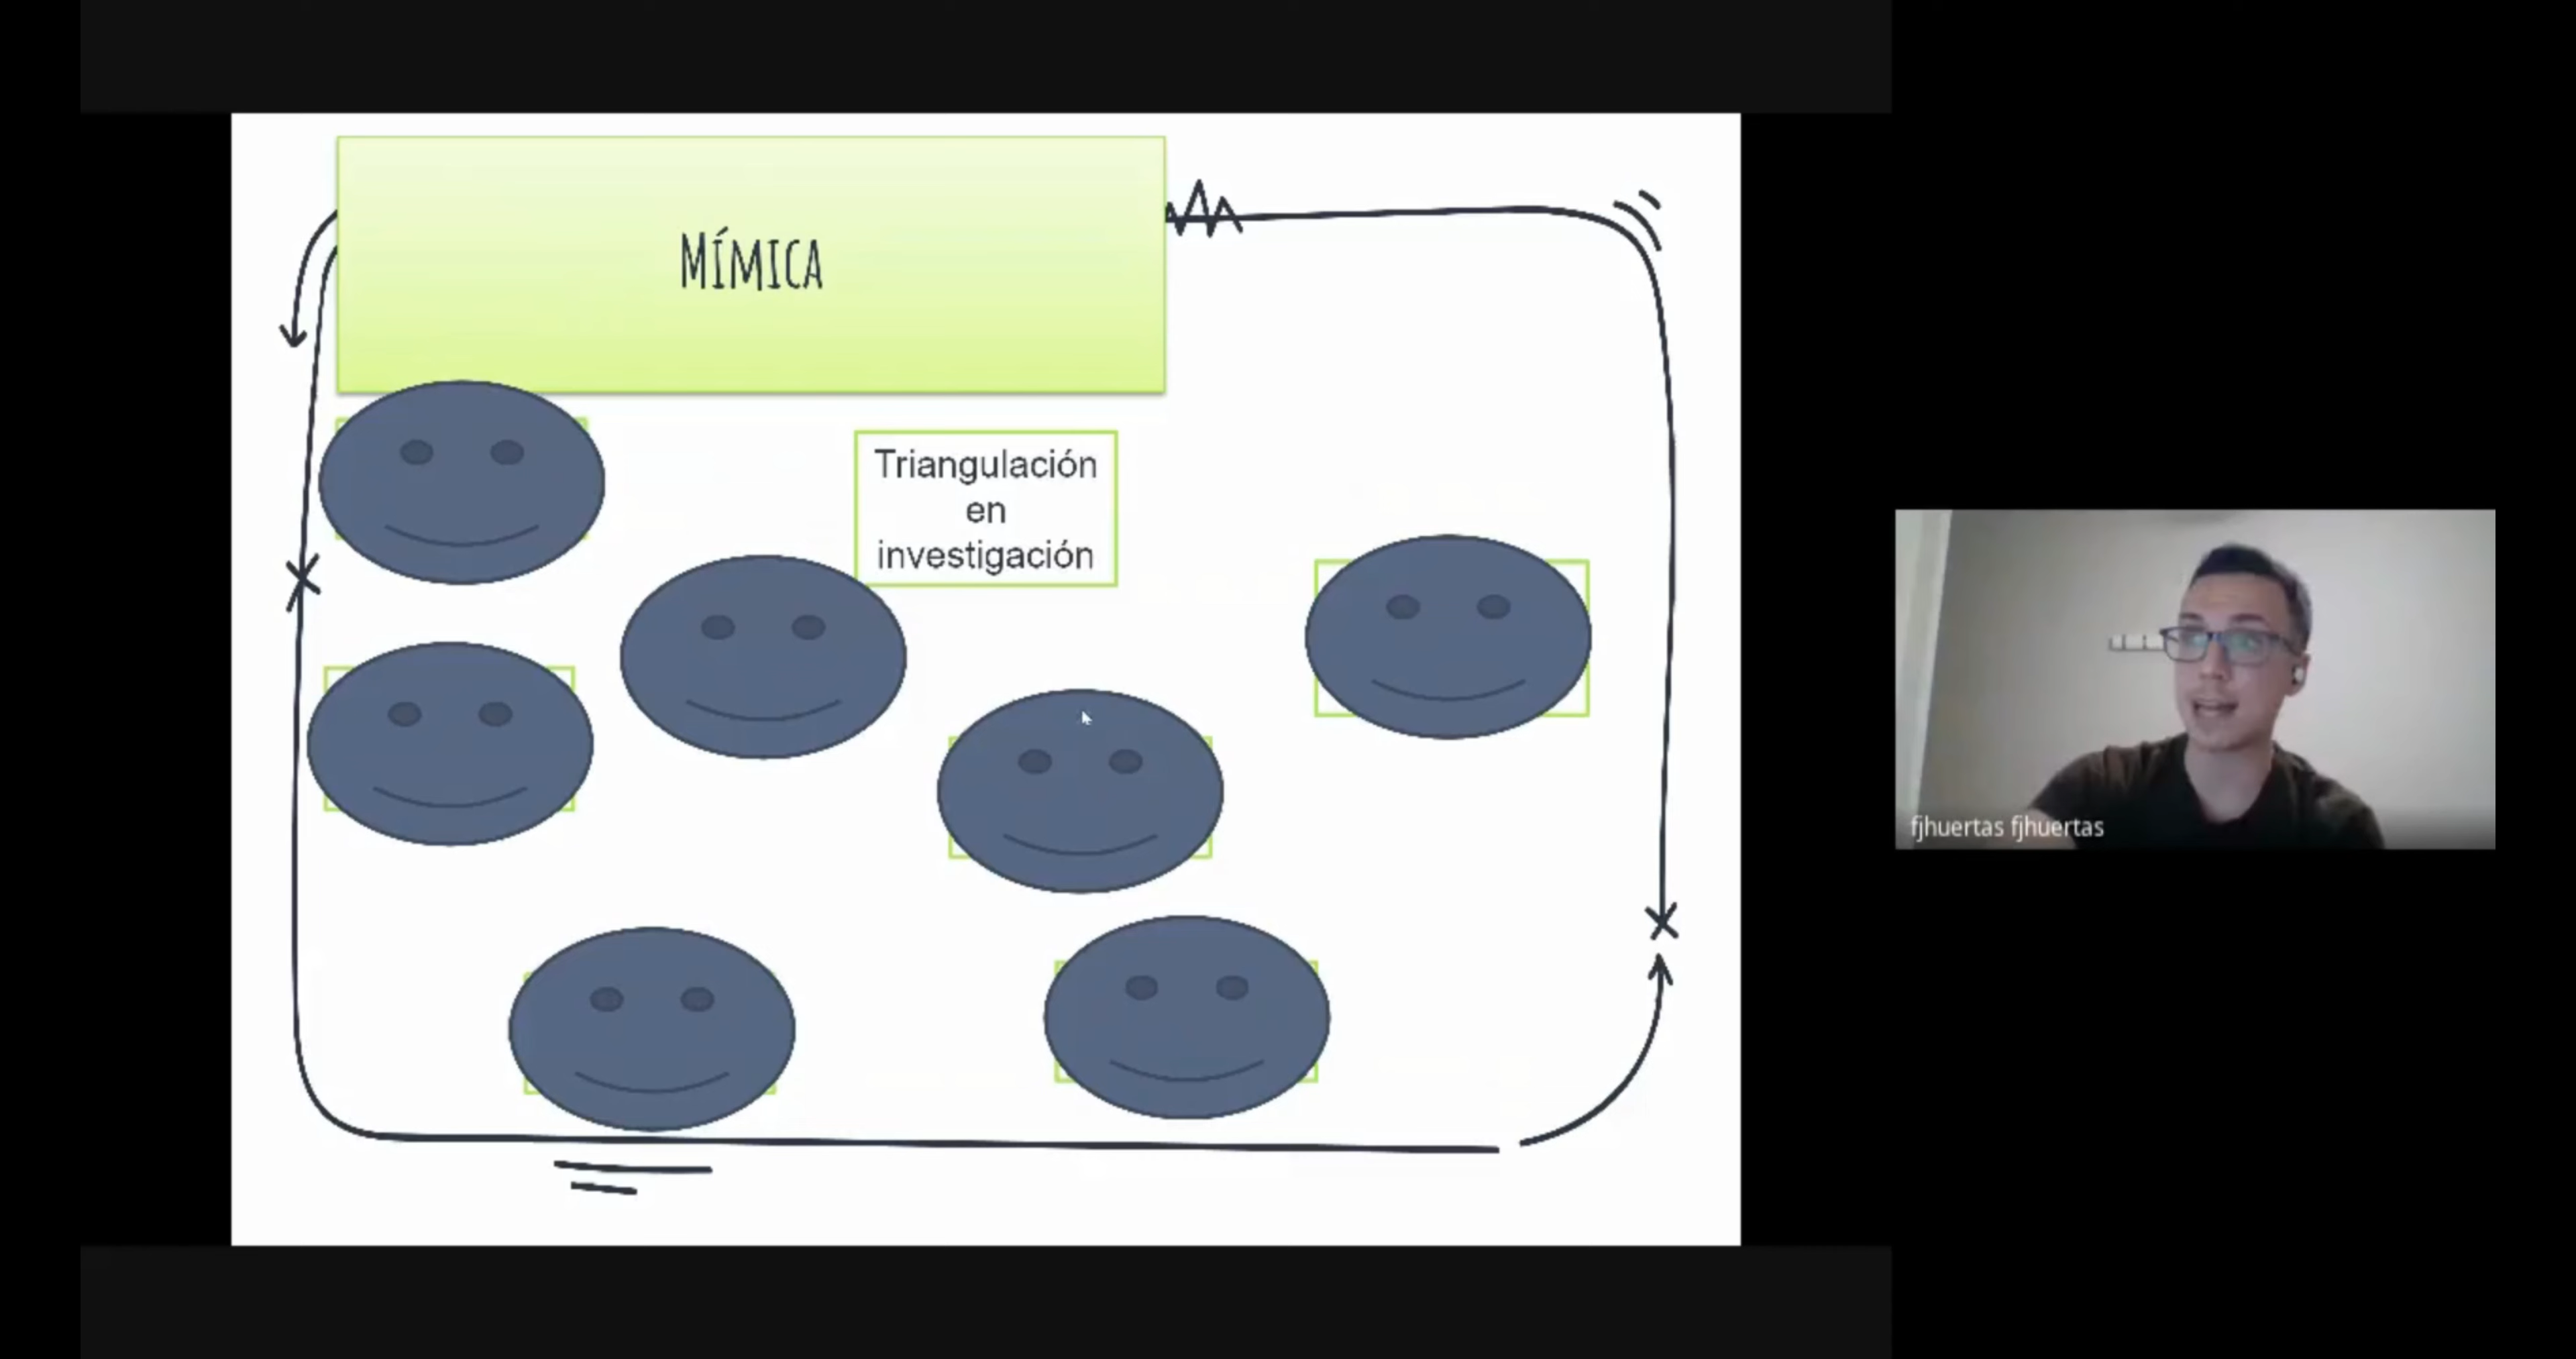 MÍMICA
Triangulación
en
investigación
fjhuertas fjhuertas